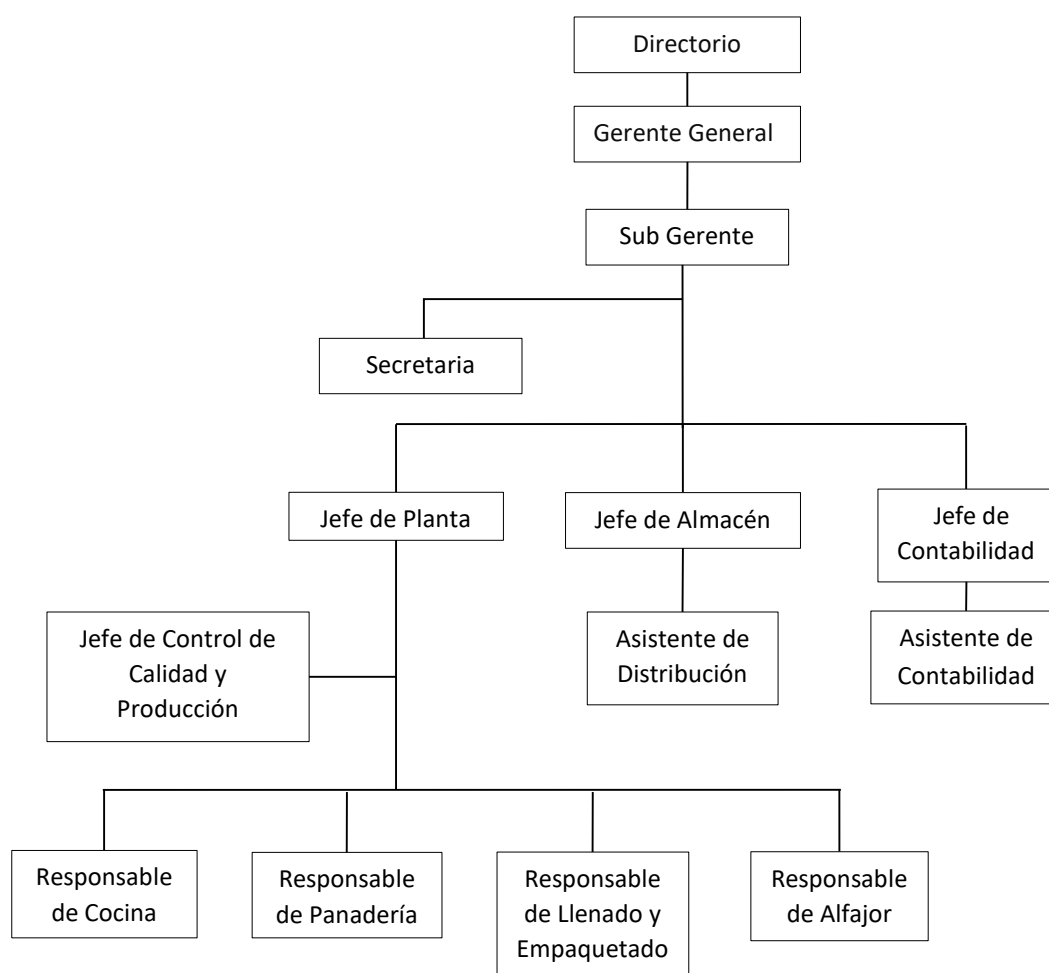 Directorio
Gerente General
Sub Gerente
Secretaria
Jefe de Planta
Jefe de Almacén
Jefe de
Contabilidad
Jefe de Control de
Calidad y
Producción
Asistente de
Distribución
Asistente de
Contabilidad
Responsable
de Cocina
Responsable
de Panadería
Responsable
de Llenado y
Empaquetado
Responsable
de Alfajor